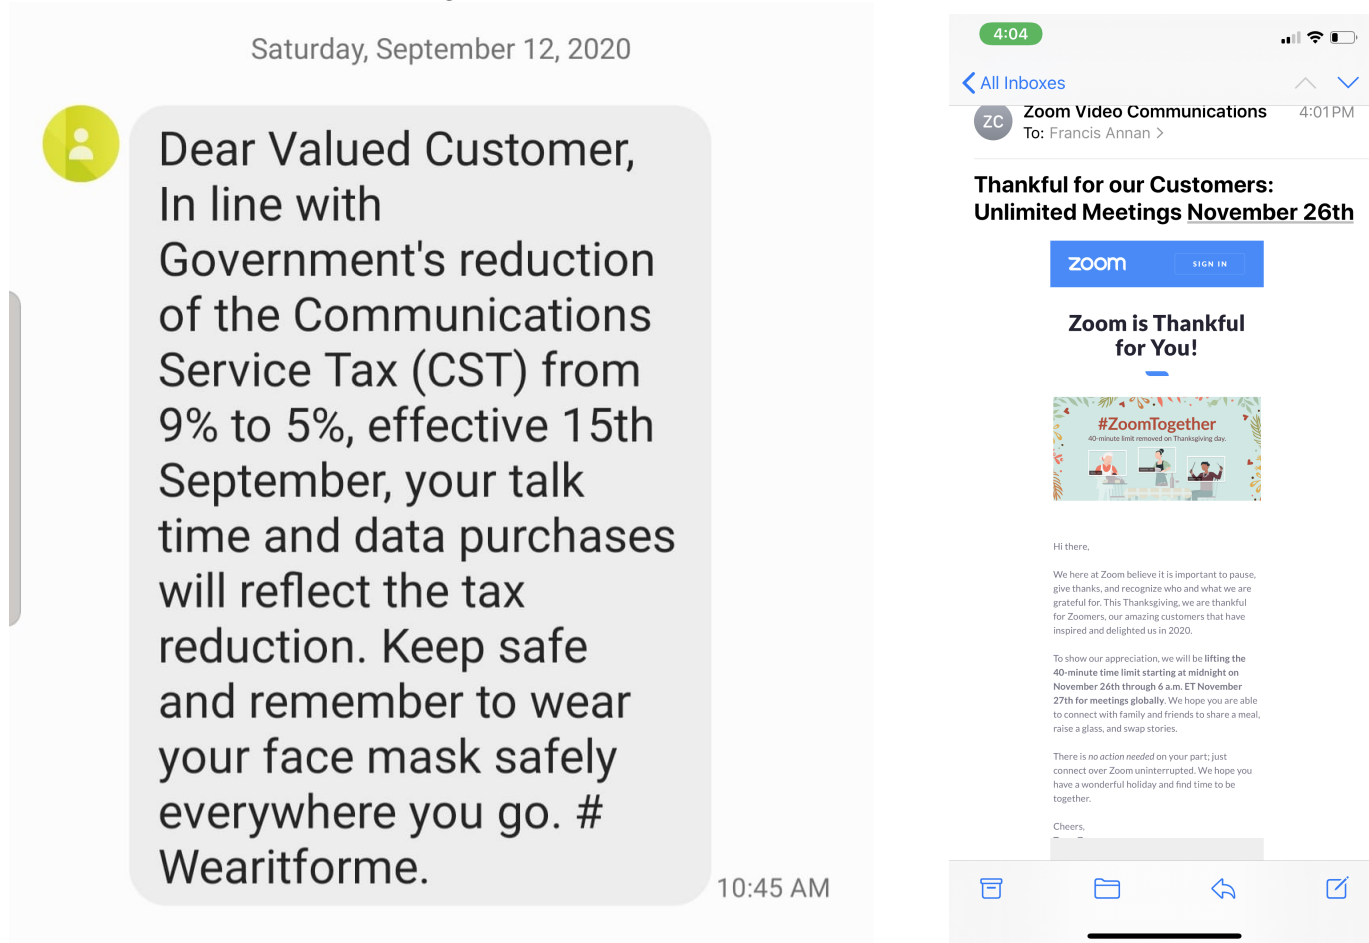 Saturday, September 12, 2020
Dear Valued Customer,
In line with
Government's reduction
of the Communications
Service Tax (CST) from
9% to 5%, effective 15th
September, your talk
time and data purchases
will reflect the tax
reduction. Keep safe
and remember to wear
your face mask safely
everywhere you go. #
Wearitforme.
10:45 AM
4:04
All Inboxes
ZC
Zoom Video Communications
4:01 PM
To: Francis Annan >
Thankful for our Customers:
Unlimited Meetings November 26th
zoom
SIGN IN
Zoom is Thankful
for You!
#ZoomTogether
40-minute limit removed on Thanksgiving day.
Hi there,
We here at Zoom believe it is important to pause,
give thanks, and recognize who and what we are
grateful for. This Thanksgiving, we are thankful
for Zoomers, our amazing customers that have
inspired and delighted us in 2020.
To show our appreciation, we will be lifting the
40-minute time limit starting at midnight on
November 26th through 6 a.m. ET November
27th for meetings globally. We hope you are able
to connect with family and friends to share a meal,
raise a glass, and swap stories.
There is no action needed on your part; just
connect over Zoom uninterrupted. We hope you
have a wonderful holiday and find time to be
together.
Cheers,